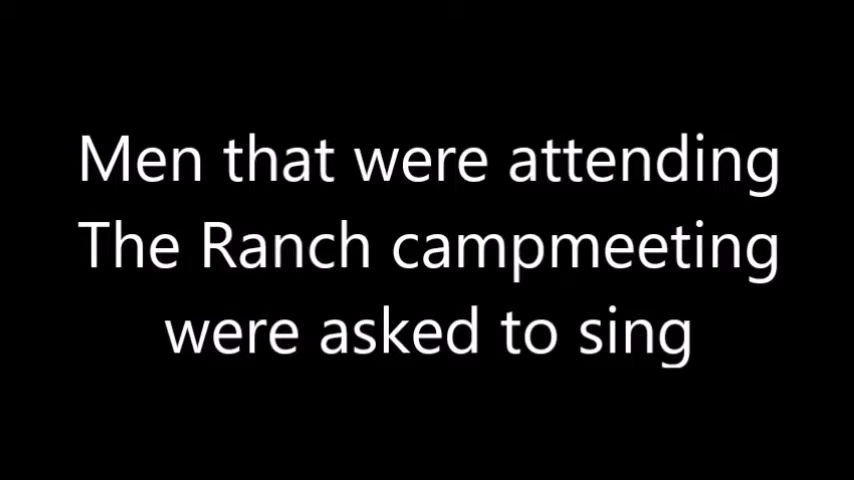 Men that were attending
The Ranch campmeeting
were asked to sing